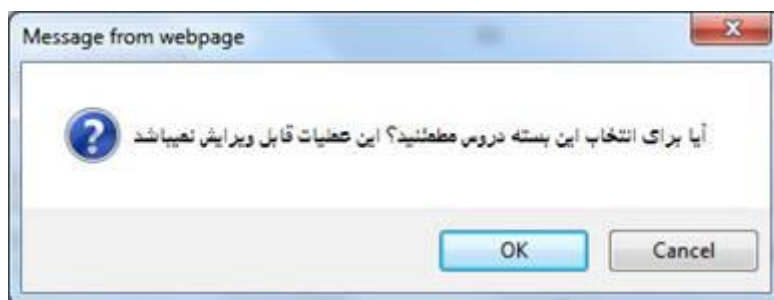 Message from webpage
آیا برای انتخاب این بسته دروس مطمئنید؟ این عملیات قابل ویرایش نمیباشد
OK
Cancel